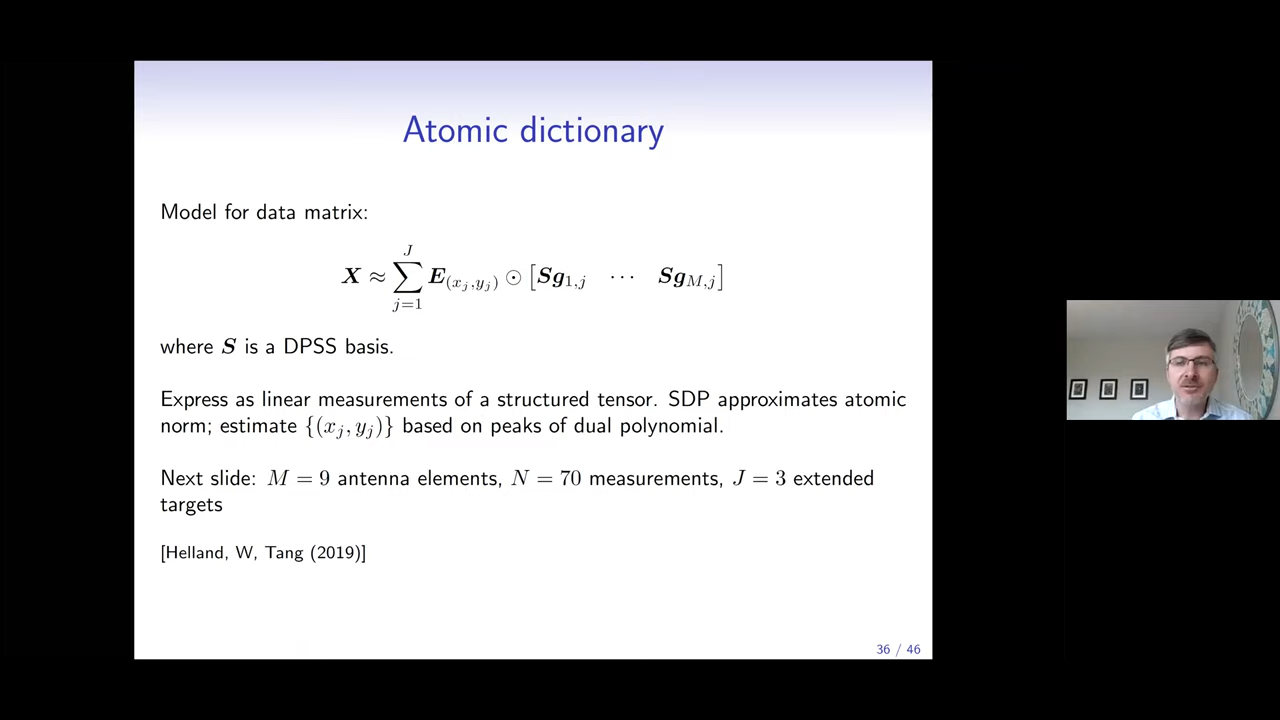 Atomic dictionary
Model for data matrix:
X ≈ ∑_{j=1}^{J} E_{(x_j,y_j)} ⊙ [Sg_{1,j} ⋯ Sg_{M,j}]
where S is a DPSS basis.
Express as linear measurements of a structured tensor. SDP approximates atomic
norm; estimate {(x_j, y_j)} based on peaks of dual polynomial.
Next slide: M = 9 antenna elements, N = 70 measurements, J = 3 extended
targets
[Helland, W, Tang (2019)]
36 / 46